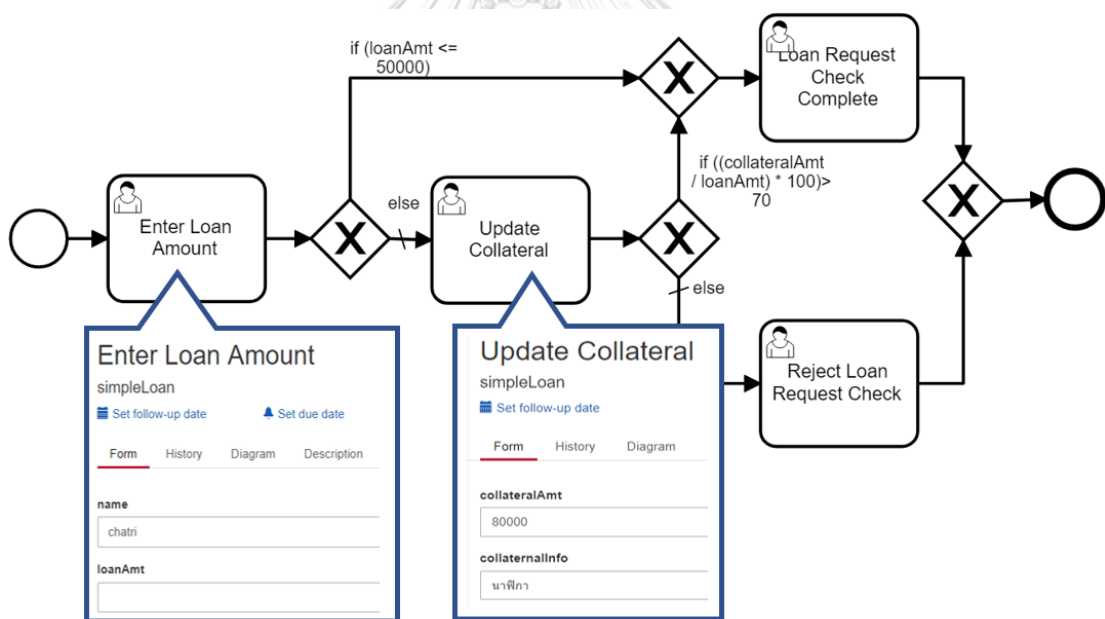 if (loanAmt <=
50000)
Loan Request
Check
Complete
if ((collateralAmt
/ loanAmt) * 100)>
70
else
Enter Loan
Amount
Update
Collateral
else
Reject Loan
Request Check
Enter Loan Amount
simpleLoan
Set follow-up date Set due date
Form History Diagram Description
name
chatri
loanAmt
Update Collateral
simpleLoan
Set follow-up date
Form History Diagram
collateralAmt
80000
collaternalInfo
นาฬิกา